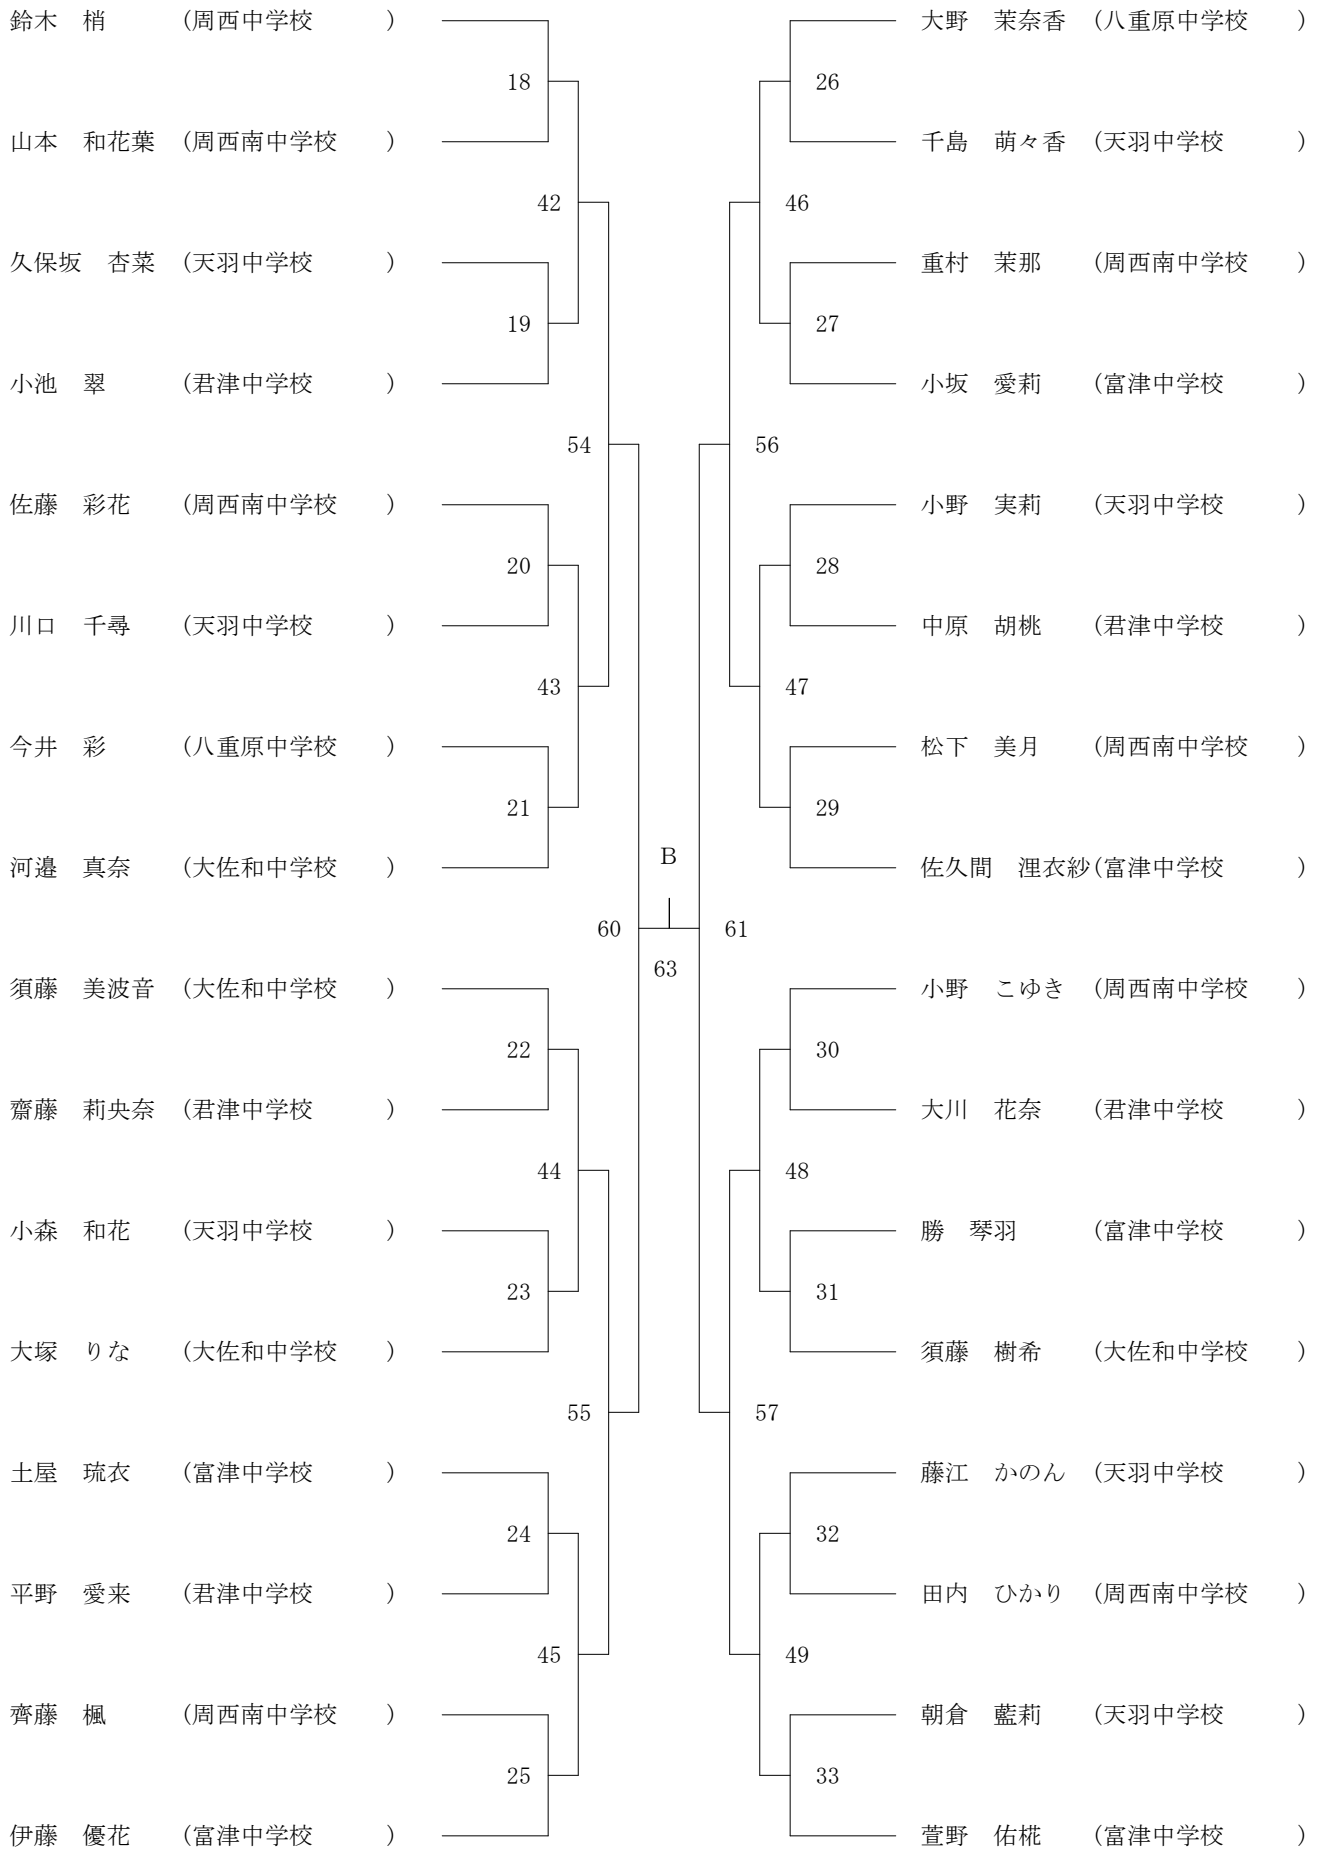 鈴木　梢　(周西中学校　)
大野　茉奈香　(八重原中学校　)
18
26
山本　和花葉　(周西南中学校　)
千島　萌々香　(天羽中学校　)
42
46
久保坂　杏菜　(天羽中学校　)
重村　茉那　(周西南中学校　)
19
27
小池　翠　(君津中学校　)
小坂　愛莉　(富津中学校　)
54
56
佐藤　彩花　(周西南中学校　)
小野　実莉　(天羽中学校　)
20
28
川口　千尋　(天羽中学校　)
中原　胡桃　(君津中学校　)
43
47
今井　彩　(八重原中学校　)
松下　美月　(周西南中学校　)
21
29
B
河邉　真奈　(大佐和中学校　)
佐久間　浬衣紗(富津中学校　)
60
61
63
須藤　美波音　(大佐和中学校　)
小野　こゆき　(周西南中学校　)
22
30
齋藤　莉央奈　(君津中学校　)
大川　花奈　(君津中学校　)
44
48
小森　和花　(天羽中学校　)
勝　琴羽　(富津中学校　)
23
31
大塚　りな　(大佐和中学校　)
須藤　樹希　(大佐和中学校　)
55
57
土屋　琉衣　(富津中学校　)
藤江　かのん　(天羽中学校　)
24
32
平野　愛来　(君津中学校　)
田内　ひかり　(周西南中学校　)
45
49
齊藤　楓　(周西南中学校　)
朝倉　藍莉　(天羽中学校　)
25
33
伊藤　優花　(富津中学校　)
萱野　佑椛　(富津中学校　)